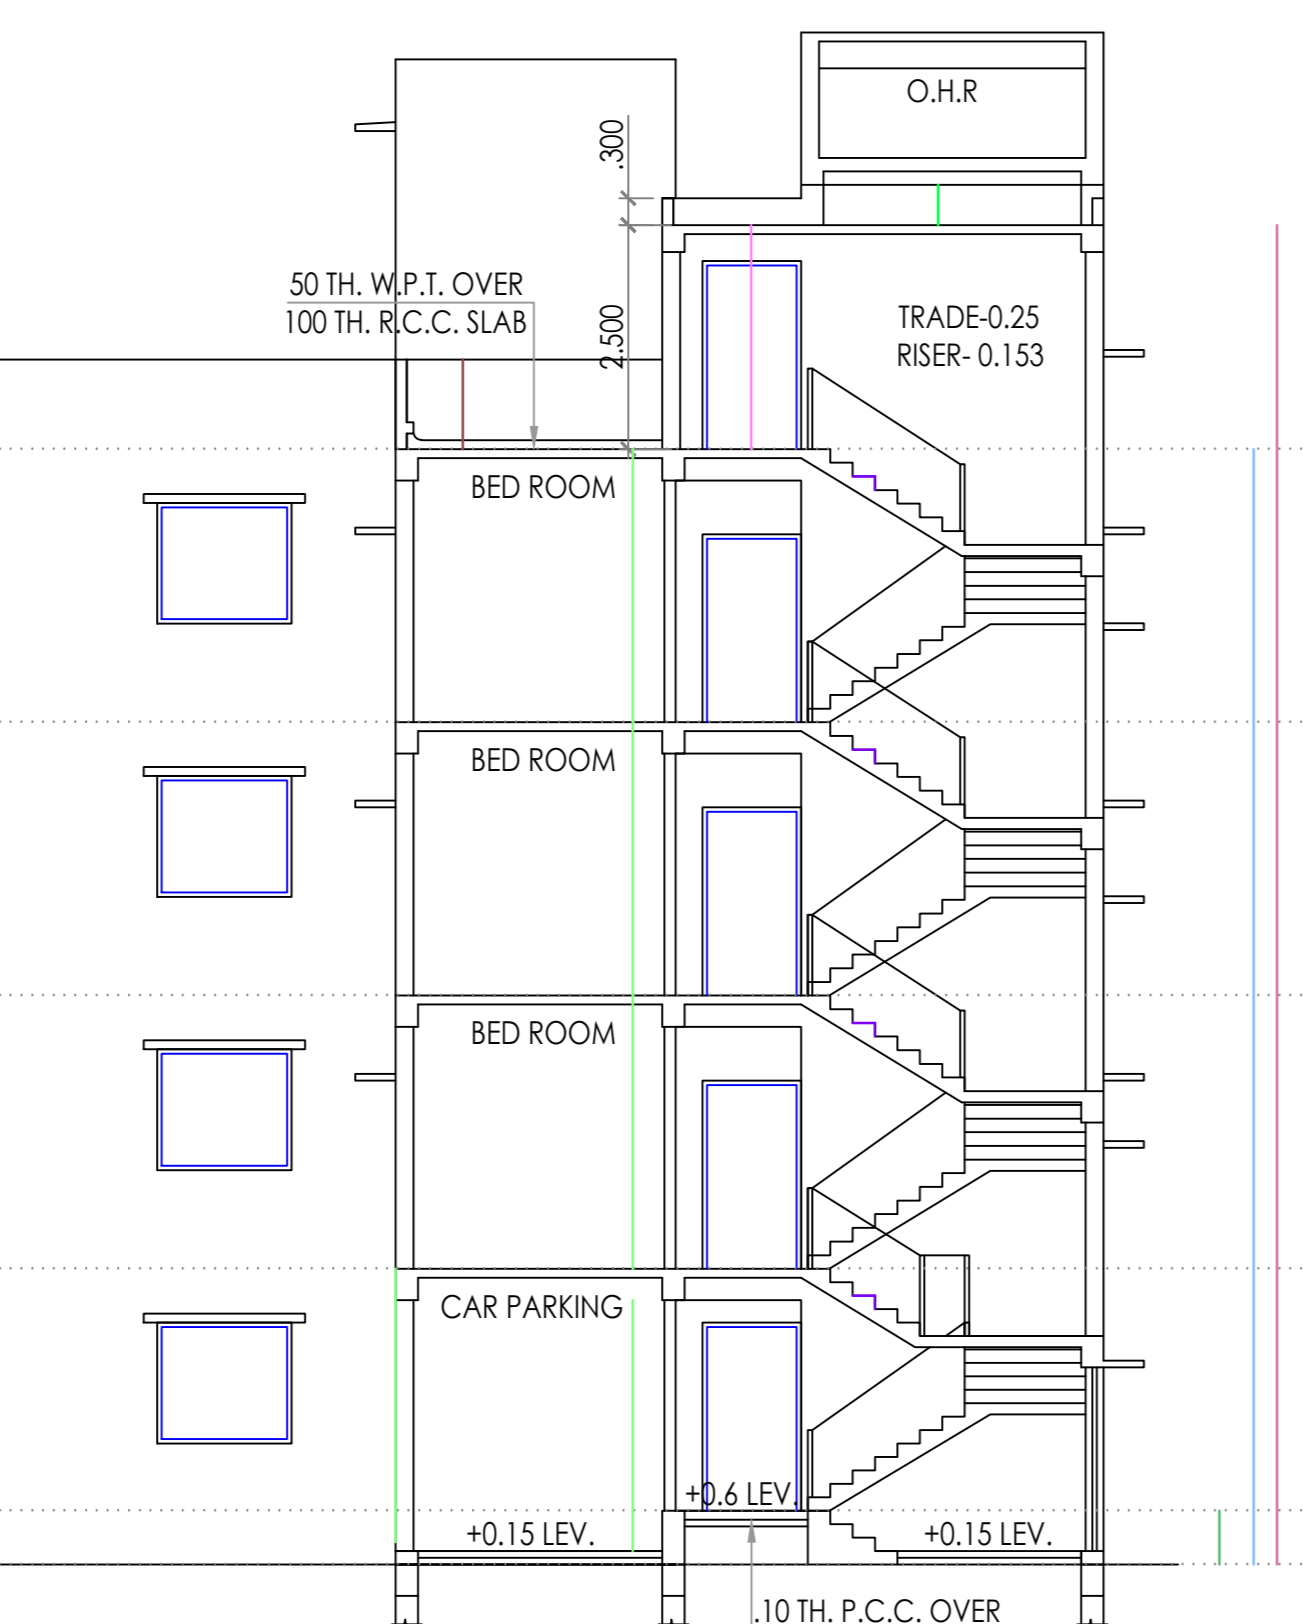 O.H.R
.300
50 TH. W.P.T. OVER
100 TH. R.C.C. SLAB
2.500
TRADE-0.25
RISER- 0.153
BED ROOM
BED ROOM
BED ROOM
CAR PARKING
+0.6 LEV.
+0.15 LEV.
+0.15 LEV.
.10 TH. P.C.C. OVER